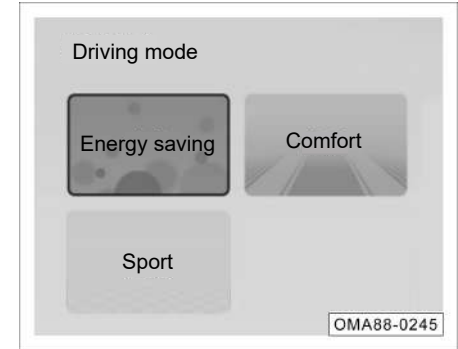 Driving mode
Energy saving
Comfort
Sport
OMA88-0245